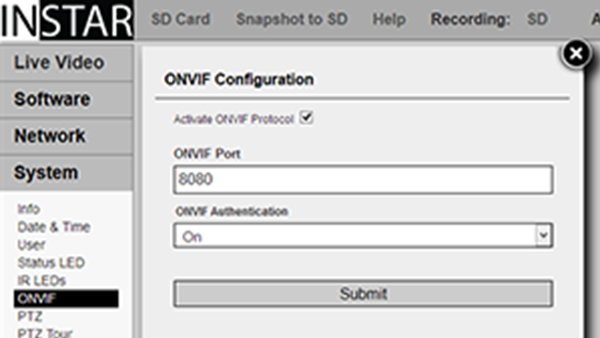 INSTAR
SD Card Snapshot to SD Help Recording: SD A
Live Video
Software
Network
System
Info
Date & Time
User
Status LED
IR LEDs
ONVIF
PTZ
PTZ Tour
ONVIF Configuration
Activate ONVIF Protocol
ONVIF Port
8080
ONVIF Authentication
On
Submit